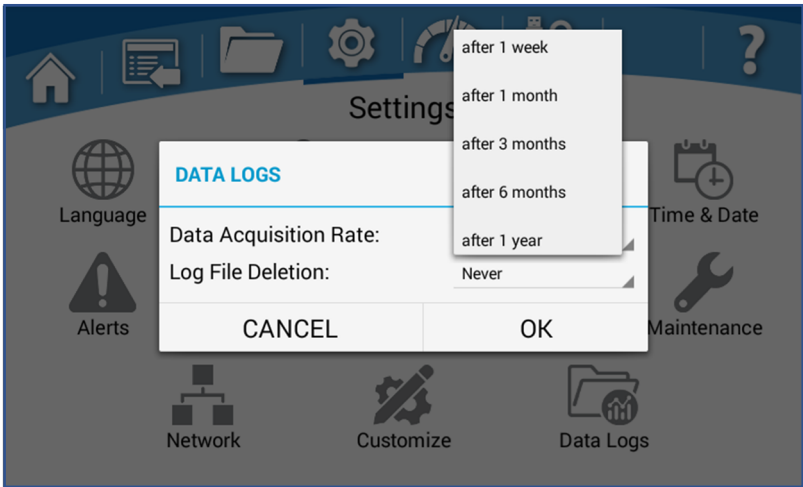 ?
Settings
after 1 week
after 1 month
after 3 months
after 6 months
after 1 year
DATA LOGS
Language
Time & Date
Data Acquisition Rate:
Log File Deletion:
Never
Alerts
CANCEL
OK
Maintenance
Network
Customize
Data Logs